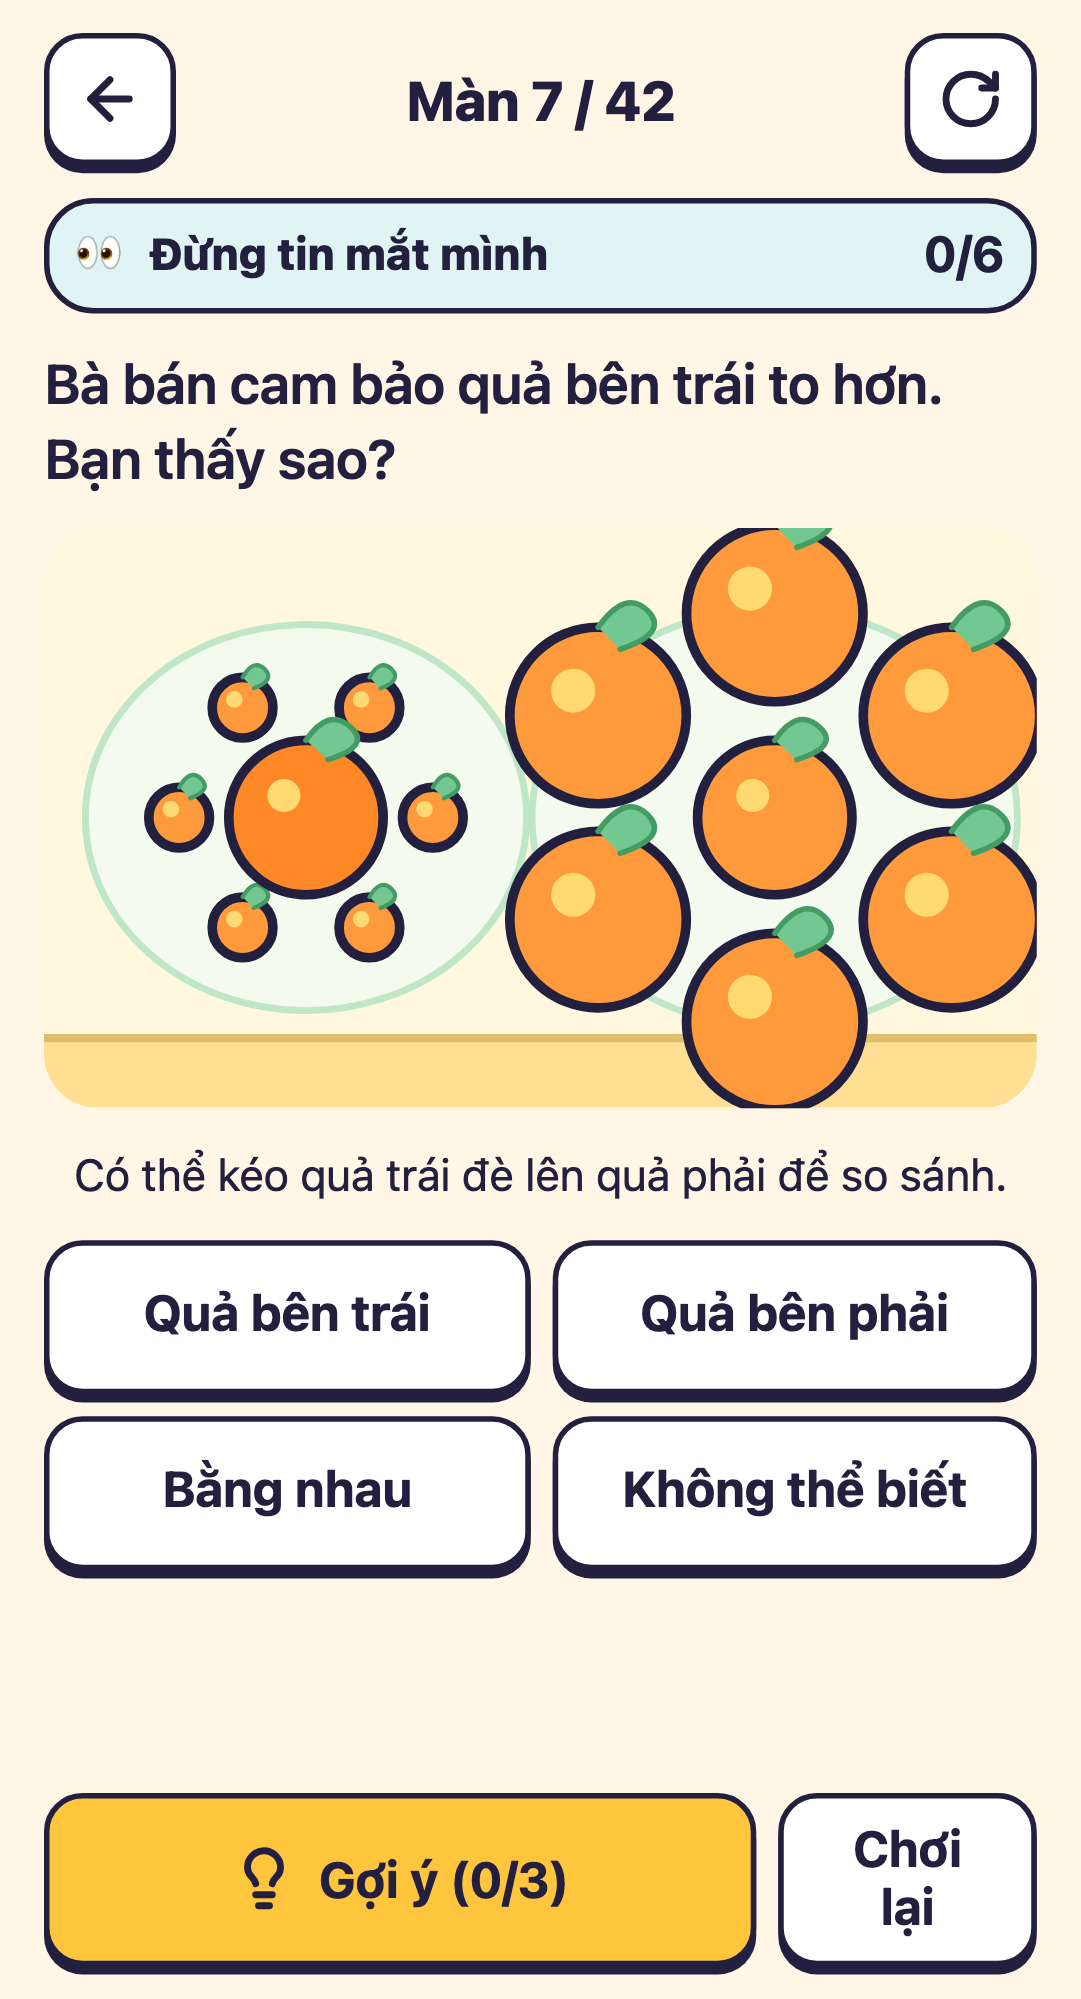 Màn 7 / 42
Đừng tin mắt mình 0/6
Bà bán cam bảo quả bên trái to hơn.
Bạn thấy sao?
Có thể kéo quả trái đè lên quả phải để so sánh.
Quả bên trái
Quả bên phải
Bằng nhau
Không thể biết
Gợi ý (0/3)
Chơi
lại